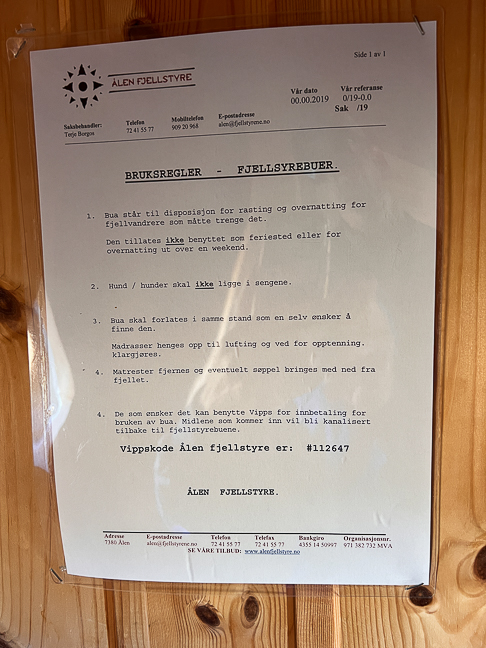 Side 1 av 1
ÅLEN FJELLSTYRE
Vår dato Vår referanse
00.00.2019 0/19-0.0
Sak /19
Saksbehandler: Telefon Mobiltelefon E-postadresse
Terje Borgos 72 41 55 77 909 20 968 alen@fjellstyrene.no
BRUKSREGLER - FJELLSYREBUER.
1. Bua står til disposisjon for rasting og overnatting for
fjellvandrere som måtte trenge det.
Den tillates ikke benyttet som feriested eller for
overnatting ut over en weekend.
2. Hund / hunder skal ikke ligge i sengene.
3. Bua skal forlates i samme stand som en selv ønsker å
finne den.
Madrasser henges opp til lufting og ved for opptenning.
klargjøres.
4. Matrester fjernes og eventuelt søppel bringes med ned fra
fjellet.
4. De som ønsker det kan benytte Vipps for innbetaling for
bruken av bua. Midlene som kommer inn vil bli kanalisert
tilbake til fjellstyrebuene.
Vippskode Ålen fjellstyre er: #112647
ÅLEN FJELLSTYRE.
Adresse E-postadresse Telefon Telefax Bankgiro Organisasjonsnr.
7380 Ålen alen@fjellstyrene.no 72 41 55 77 72 41 55 77 4355 14 50997 971 382 732 MVA
SE VÅRE TILBUD: www.alenfjellstyre.no